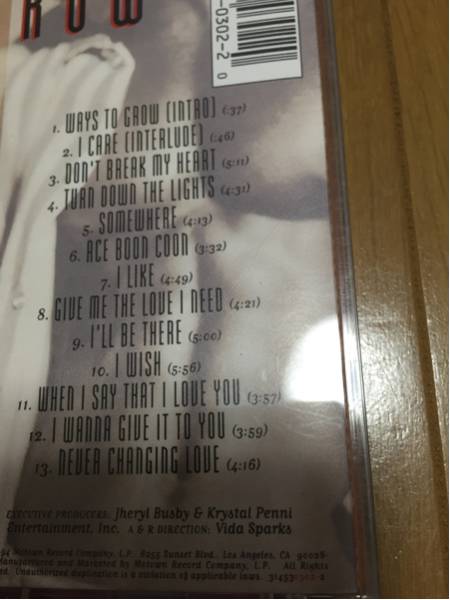 ROW
-0302-2 0
1. WAYS TO GROW (INTRO) (:37)
2. I CARE (INTERLUDE) (:46)
3. DON'T BREAK MY HEART (5:11)
4. TURN DOWN THE LIGHTS (4:31)
5. SOMEWHERE (4:13)
6. ACE BOON COON (3:32)
7. I LIKE (4:49)
8. GIVE ME THE LOVE I NEED (4:21)
9. I'LL BE THERE (5:00)
10. I WISH (5:56)
11. WHEN I SAY THAT I LOVE YOU (3:57)
12. I WANNA GIVE IT TO YOU (3:59)
13. NEVER CHANGING LOVE (4:16)
EXECUTIVE PRODUCERS: Jheryl Busby & Krystal Penni
Entertainment, Inc. A & R DIRECTION: Vida Sparks
94 Motown Record Company, L.P. 8255 Sunset Blvd., Los Angeles, CA 90028-
Manufactured and Marketed by Motown Record Company, L.P. All Rights
ed. Unauthorized duplication is a violation of applicable laws. 31453